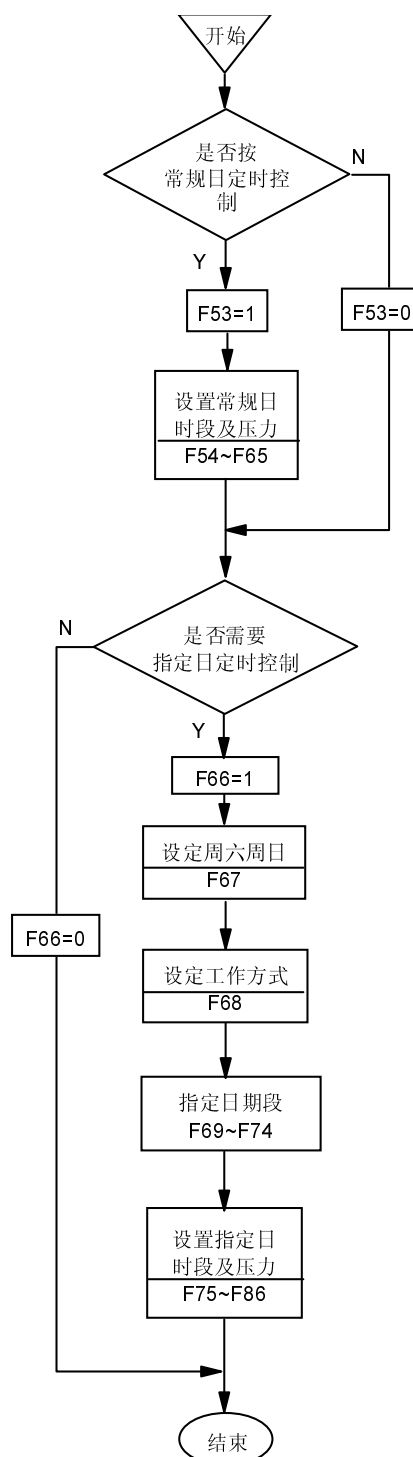 开始
是否按
常规日定时控
制
N
Y
F53=1
F53=0
设置常规日
时段及压力
F54~F65
N
是否需要
指定日定时控制
Y
F66=1
设定周六周日
F67
F66=0
设定工作方式
F68
指定日期段
F69~F74
设置指定日
时段及压力
F75~F86
结束